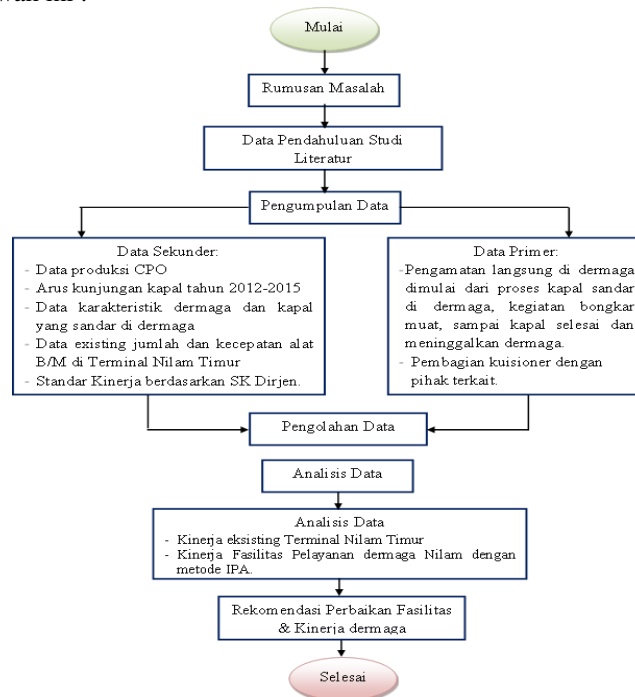 Mulai
Rumusan Masalah
Data Pendahuluan Studi
Literatur
Pengumpulan Data
Data Sekunder:
- Data produksi CPO
- Arus kunjungan kapal tahun 2012-2015
- Data karakteristik dermaga dan kapal
yang sandar di dermaga
- Data existing jumlah dan kecepatan alat
B/M di Terminal Nilam Timur
- Standar Kinerja berdasarkan SK Dirjen.
Data Primer:
-Pengamatan langsung di dermaga
dimulai dari proses kapal sandar
di dermaga, kegiatan bongkar
muat, sampai kapal selesai dan
meninggalkan dermaga.
- Pembagian kuisioner dengan
pihak terkait.
Pengolahan Data
Analisis Data
Analisis Data
- Kinerja eksisting Terminal Nilam Timur
- Kinerja Fasilitas Pelayanan dermaga Nilam dengan
metode IPA.
Rekomendasi Perbaikan Fasilitas
& Kinerja dermaga
Selesai